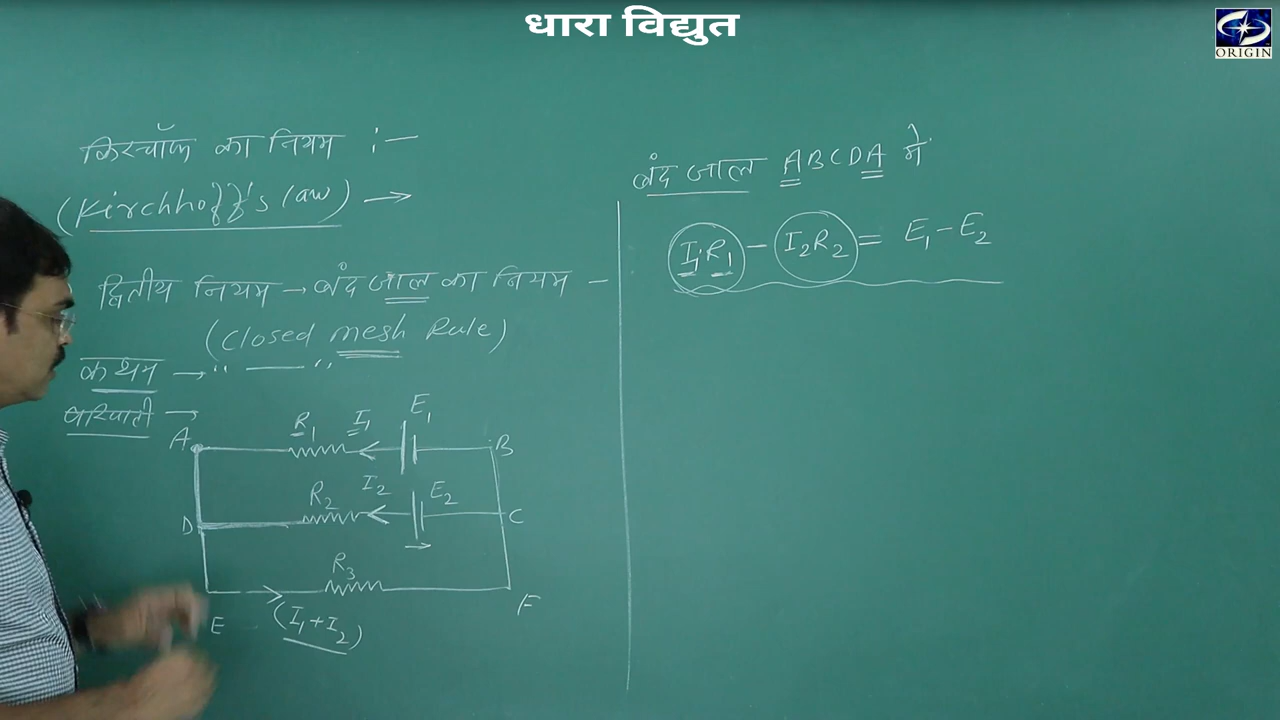 धारा विद्युत
ORIGIN
किरचॉफ का नियम :-
(Kirchhoff's law) →
द्वितीय नियम → बंद जाल का नियम -
(Closed mesh Rule)
कथन → " — "
परिपाटी →
A R1 I1 E1 B
D R2 I2 E2 C
R3
E (I1+I2) F
बंद जाल ABCDA में
I1R1 - I2R2 = E1 - E2